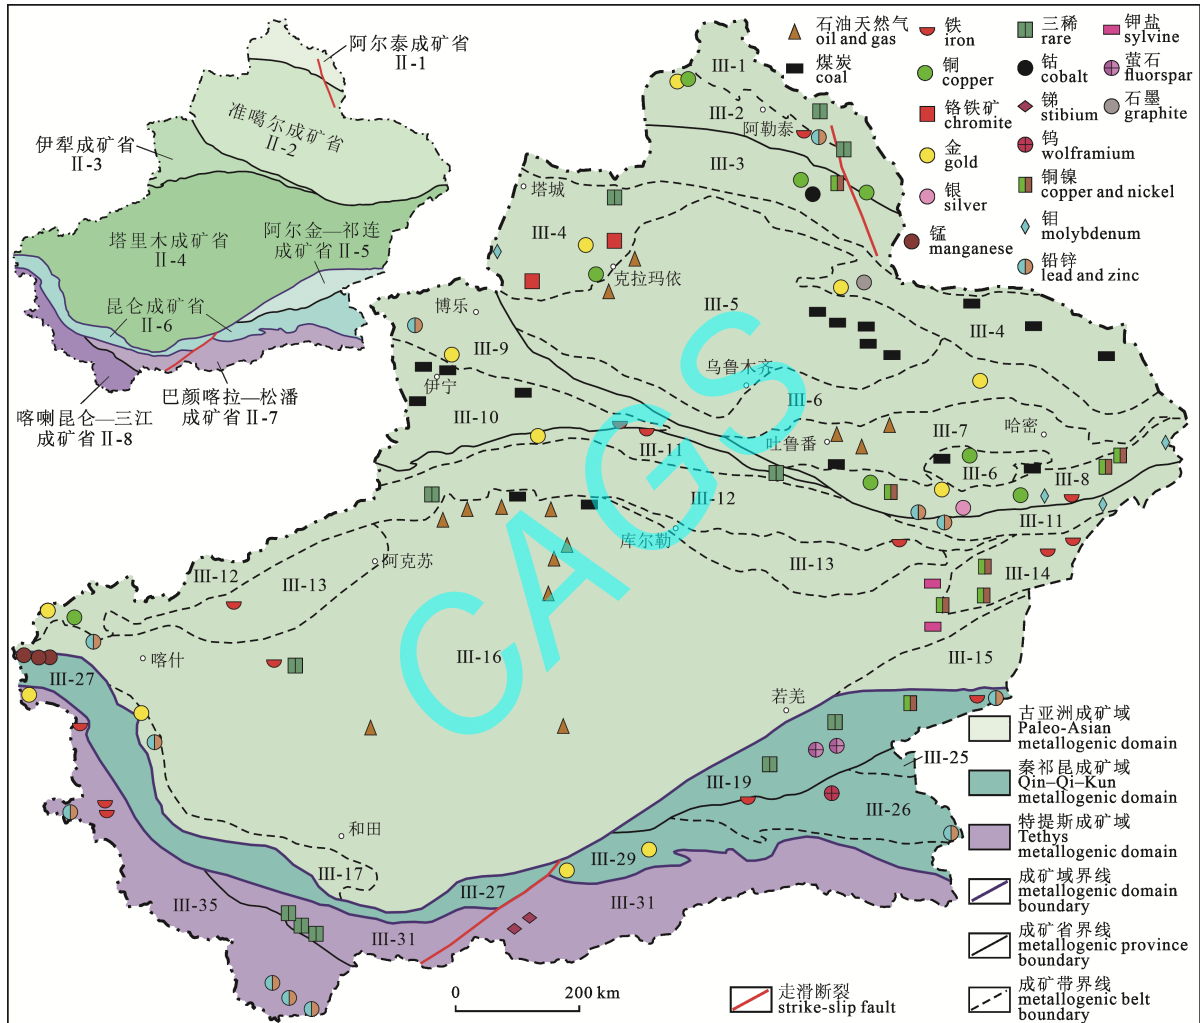 阿尔泰成矿省
II-1
准噶尔成矿省
II-2
伊犁成矿省
II-3
塔里木成矿省
II-4
阿尔金—祁连
成矿省II-5
昆仑成矿省
II-6
巴颜喀拉—松潘
成矿省II-7
喀喇昆仑—三江
成矿省II-8
石油天然气
oil and gas
煤炭
coal
铁
iron
铜
copper
铬铁矿
chromite
金
gold
银
silver
锰
manganese
三稀
rare
钴
cobalt
锑
stibium
钨
wolframium
铜镍
copper and nickel
钼
molybdenum
铅锌
lead and zinc
钾盐
sylvine
萤石
fluorspar
石墨
graphite
III-1
III-2
阿勒泰
III-3
塔城
III-4
克拉玛依
博乐
III-5
III-4
III-9
乌鲁木齐
伊宁
III-6
III-10
吐鲁番
III-7
哈密
III-11
III-6
III-8
III-12
III-11
库尔勒
阿克苏
III-12
III-13
III-13
III-14
III-16
III-15
喀什
III-27
若羌
III-19
III-25
III-26
和田
III-17
III-29
III-27
III-35
III-31
III-31
CAGS
古亚洲成矿域
Paleo-Asian
metallogenic domain
秦祁昆成矿域
Qin–Qi–Kun
metallogenic domain
特提斯成矿域
Tethys
metallogenic domain
成矿域界线
metallogenic domain
boundary
成矿省界线
metallogenic province
boundary
成矿带界线
metallogenic belt
boundary
走滑断裂
strike-slip fault
0
200 km